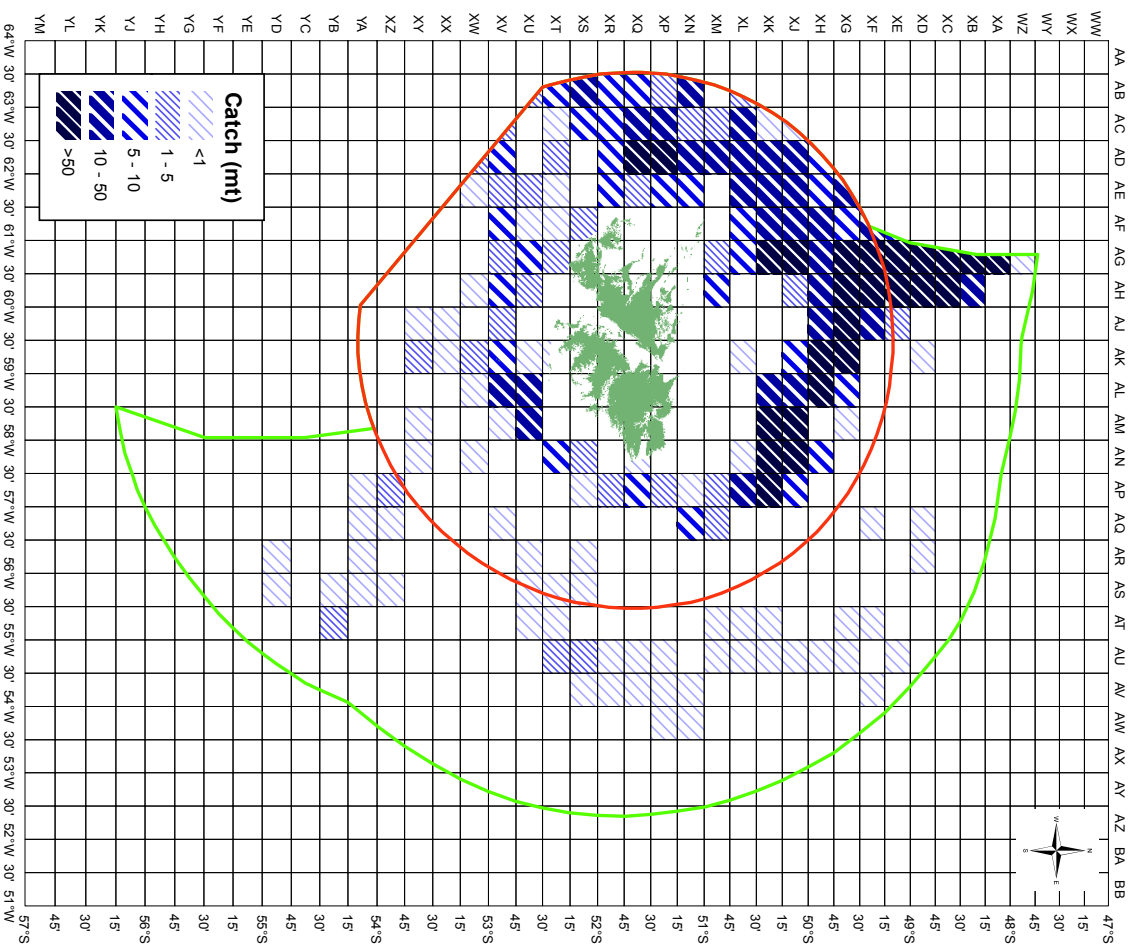 AA AB AC AD AE AF AG AH AJ AK AL AM AN AP AQ AR AS AT AU AV AW AX AY AZ BA BB
WW
WX
WY
WZ
XA
XB
XC
XD
XE
XF
XG
XH
XJ
XK
XL
XM
XN
XP
XQ
XR
XS
XT
XU
XV
XW
XX
XY
XZ
YA
YB
YC
YD
YE
YF
YG
YH
YJ
YK
YL
YM
N
W
E
S
47°S
15'
30'
45'
48°S
15'
30'
45'
49°S
15'
30'
45'
50°S
15'
30'
45'
51°S
15'
30'
45'
52°S
15'
30'
45'
53°S
15'
30'
45'
54°S
15'
30'
45'
55°S
15'
30'
45'
56°S
15'
30'
45'
57°S
Catch (mt)
<1
1 - 5
5 - 10
10 - 50
>50
64°W 30' 63°W 30' 62°W 30' 61°W 30' 60°W 30' 59°W 30' 58°W 30' 57°W 30' 56°W 30' 55°W 30' 54°W 30' 53°W 30' 52°W 30' 51°W